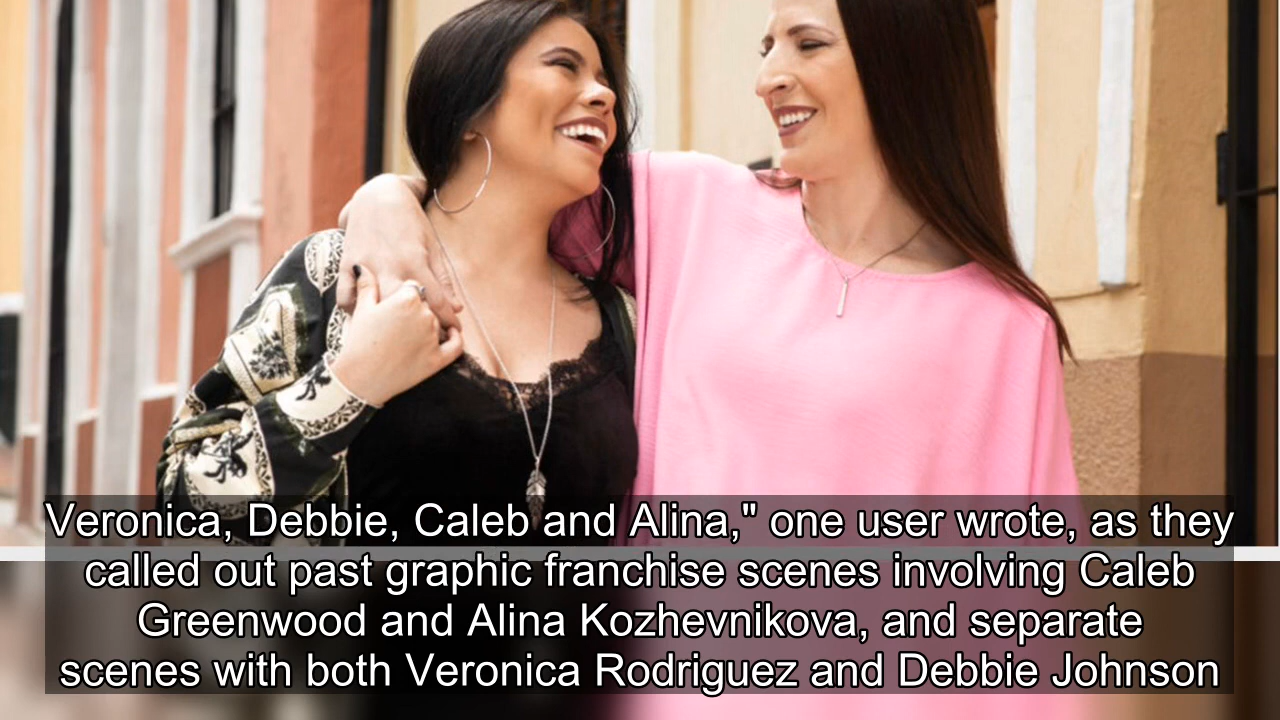 Veronica, Debbie, Caleb and Alina," one user wrote, as they
called out past graphic franchise scenes involving Caleb
Greenwood and Alina Kozhevnikova, and separate
scenes with both Veronica Rodriguez and Debbie Johnson